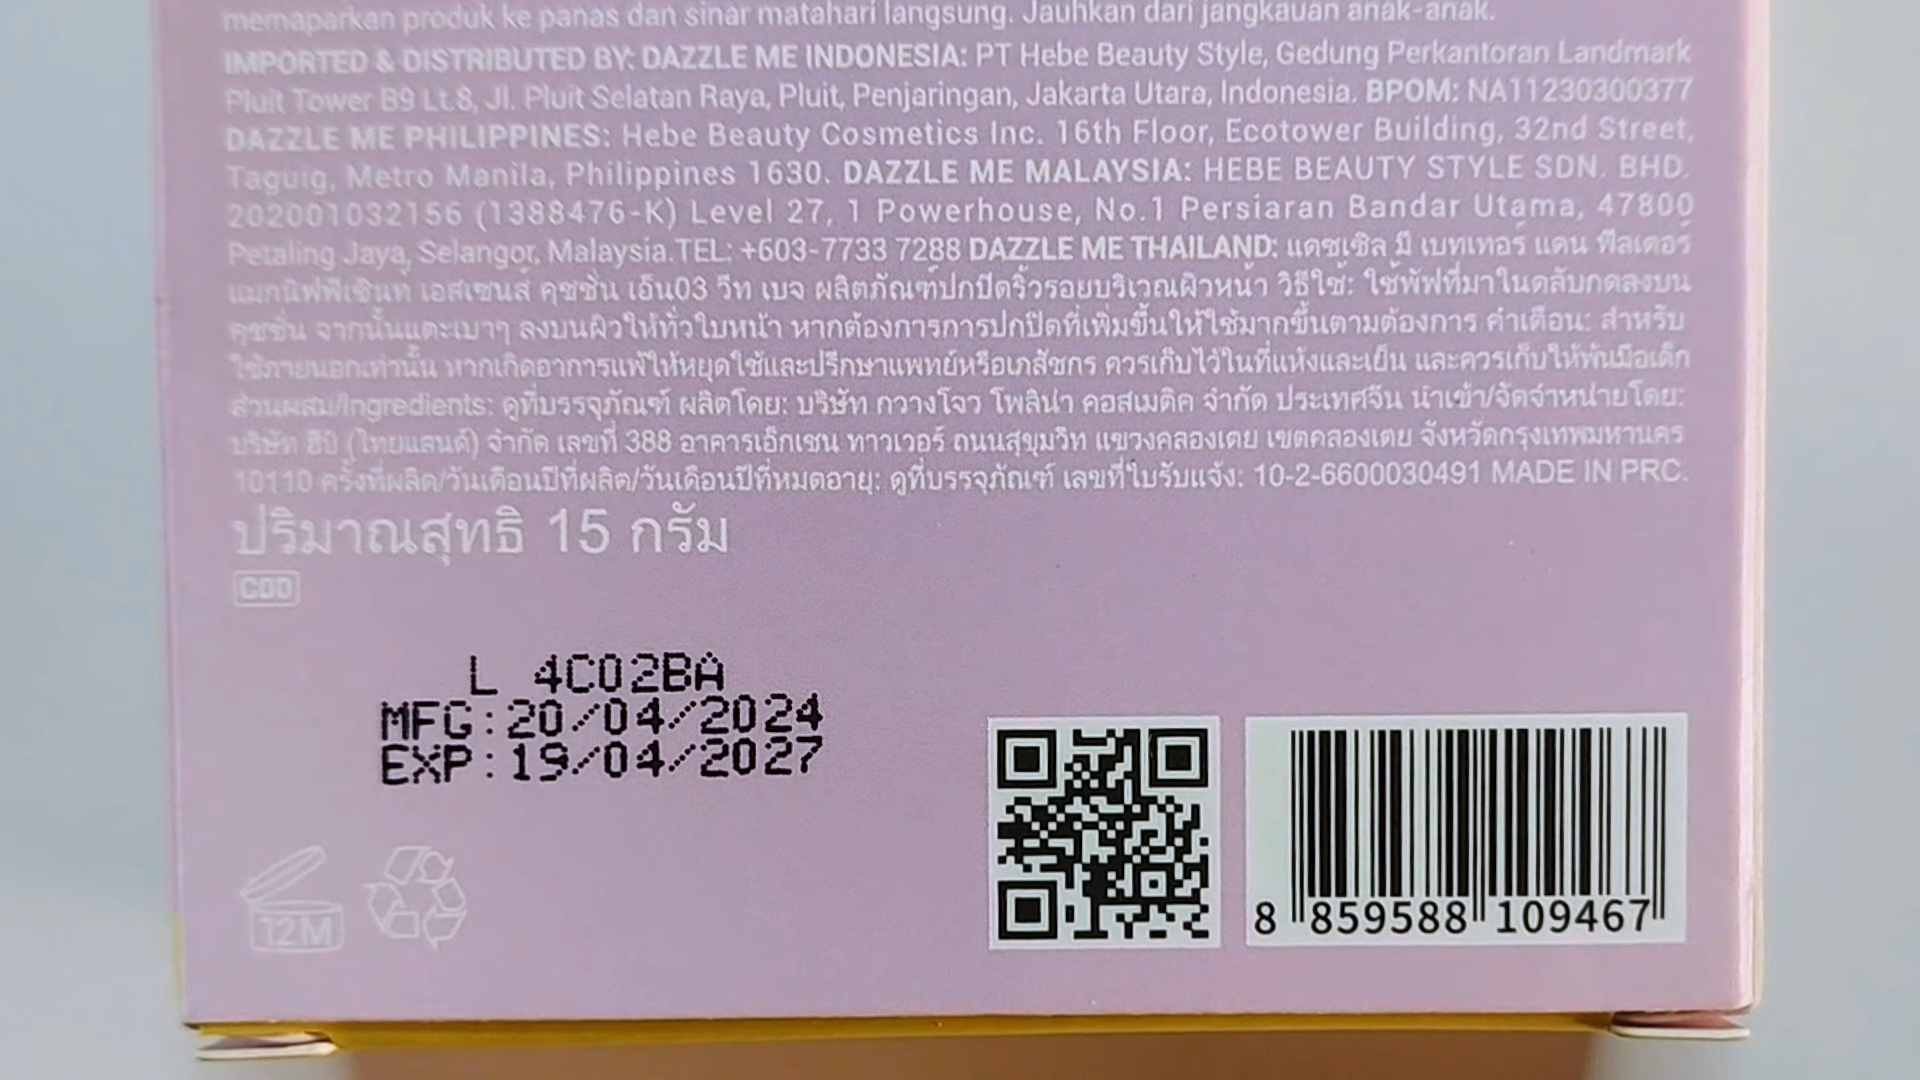 memaparkan produk ke panas dan sinar matahari langsung. Jauhkan dari jangkauan anak-anak.
IMPORTED & DISTRIBUTED BY: DAZZLE ME INDONESIA: PT Hebe Beauty Style, Gedung Perkantoran Landmark
Pluit Tower B9 Lt.8, Jl. Pluit Selatan Raya, Pluit, Penjaringan, Jakarta Utara, Indonesia. BPOM: NA11230300377
DAZZLE ME PHILIPPINES: Hebe Beauty Cosmetics Inc. 16th Floor, Ecotower Building, 32nd Street,
Taguig, Metro Manila, Philippines 1630. DAZZLE ME MALAYSIA: HEBE BEAUTY STYLE SDN. BHD.
202001032156 (1388476-K) Level 27, 1 Powerhouse, No.1 Persiaran Bandar Utama, 47800
Petaling Jaya, Selangor, Malaysia.TEL: +603-7733 7288 DAZZLE ME THAILAND: แดซเซิล มี เบทเทอร์ แดน ฟิลเตอร์
แมกนิฟฟิเซินท์ เอสเซนส์ คุชชั่น เอ็น03 วีท เบจ ผลิตภัณฑ์ปกปิดริ้วรอยบริเวณผิวหน้า วิธีใช้: ใช้พัฟที่มาในตลับกดลงบน
คุชชั่น จากนั้นแตะเบาๆ ลงบนผิวให้ทั่วใบหน้า หากต้องการการปกปิดที่เพิ่มขึ้นให้ใช้มากขึ้นตามต้องการ คำเตือน: สำหรับ
ใช้ภายนอกเท่านั้น หากเกิดอาการแพ้ให้หยุดใช้และปรึกษาแพทย์หรือเภสัชกร ควรเก็บไว้ในที่แห้งและเย็น และควรเก็บให้พ้นมือเด็ก
ส่วนผสม/Ingredients: ดูที่บรรจุภัณฑ์ ผลิตโดย: บริษัท กวางโจว โพลิน่า คอสเมติค จำกัด ประเทศจีน นำเข้า/จัดจำหน่ายโดย:
บริษัท ฮีบี (ไทยแลนด์) จำกัด เลขที่ 388 อาคารเอ็กเชน ทาวเวอร์ ถนนสุขุมวิท แขวงคลองเตย เขตคลองเตย จังหวัดกรุงเทพมหานคร
10110 ครั้งที่ผลิต/วันเดือนปีที่ผลิต/วันเดือนปีที่หมดอายุ: ดูที่บรรจุภัณฑ์ เลขที่ใบรับแจ้ง: 10-2-6600030491 MADE IN PRC.
ปริมาณสุทธิ 15 กรัม
C00
L 4C02BA
MFG:20/04/2024
EXP:19/04/2027
12M
8 859588 109467